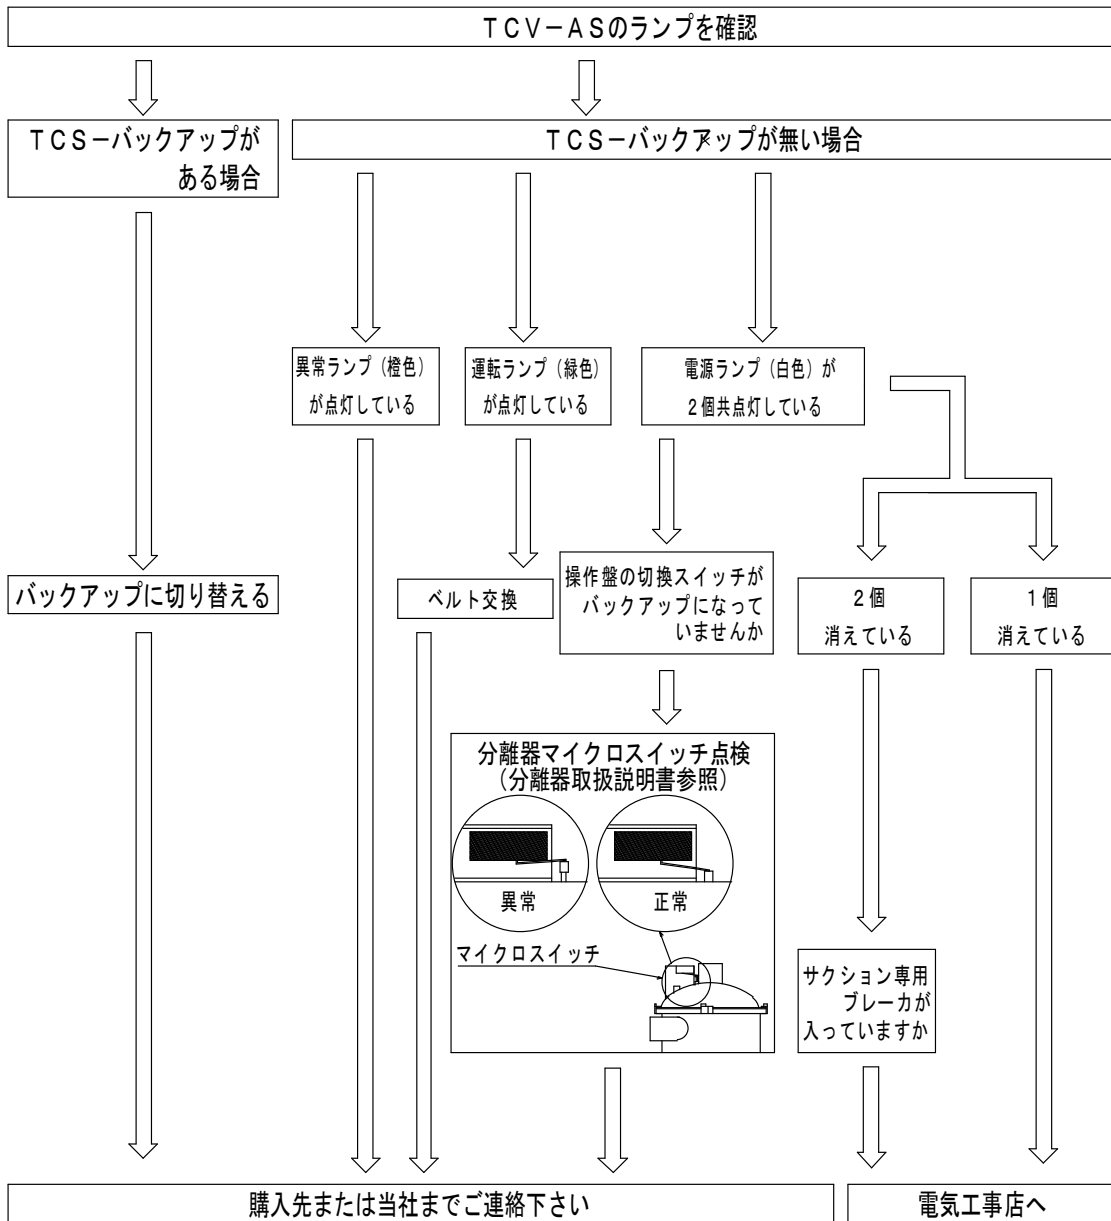 TCV-ASのランプを確認
TCS-バックアップが
ある場合
TCS-バックアップが無い場合
異常ランプ(橙色)
が点灯している
運転ランプ(緑色)
が点灯している
電源ランプ(白色)が
2個共点灯している
バックアップに切り替える
ベルト交換
操作盤の切換スイッチが
バックアップになって
いませんか
2個
消えている
1個
消えている
分離器マイクロスイッチ点検
(分離器取扱説明書参照)
異常
正常
マイクロスイッチ
サクション専用
ブレーカが
入っていますか
購入先または当社までご連絡下さい
電気工事店へ